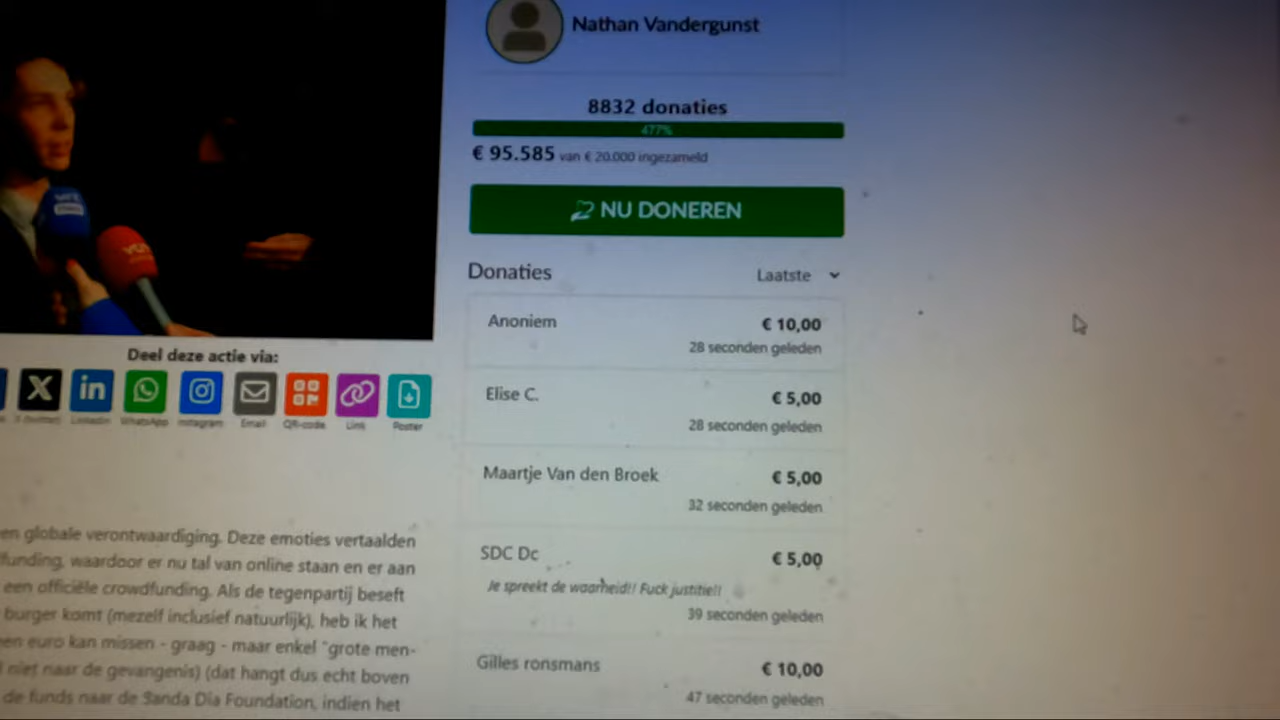 Nathan Vandergunst
8832 donaties
477%
€ 95.585 van € 20.000 ingezameld
NU DONEREN
Donaties
Laatste
Anoniem
€ 10,00
28 seconden geleden
Elise C.
€ 5,00
28 seconden geleden
Maartje Van den Broek
€ 5,00
32 seconden geleden
SDC Dc
€ 5,00
Je spreekt de waarheid!! Fuck justitie!!
39 seconden geleden
Gilles ronsmans
€ 10,00
47 seconden geleden
Deel deze actie via:
X (twitter) LinkedIn WhatsApp Instagram Email QR-code Link Poster
en globale verontwaardiging. Deze emoties vertaalden
funding, waardoor er nu tal van online staan en er aan
een officiële crowdfunding. Als de tegenpartij beseft
burger komt (mezelf inclusief natuurlijk), heb ik het
en euro kan missen - graag - maar enkel "grote men-
niet naar de gevangenis) (dat hangt dus echt boven
de funds naar de Sanda Dia Foundation, indien het